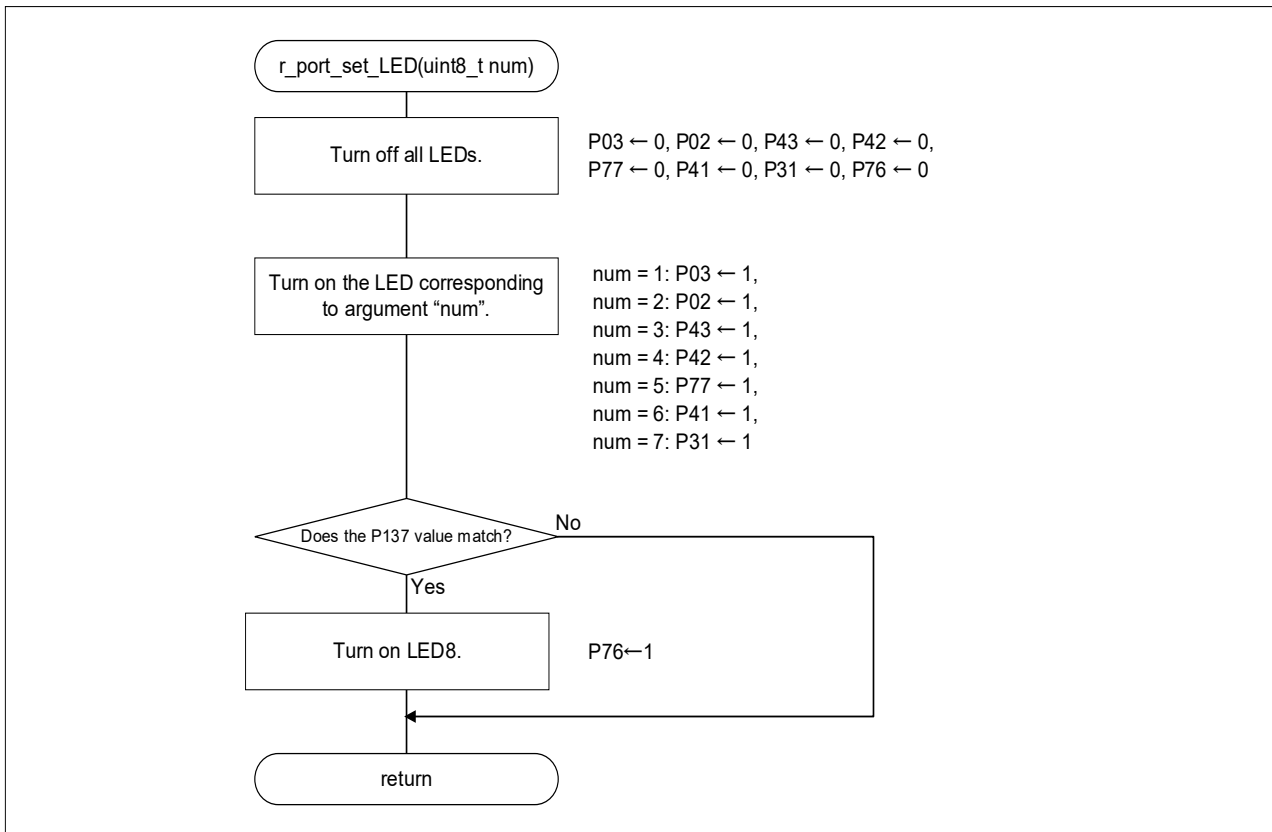 r_port_set_LED(uint8_t num)
Turn off all LEDs.
P03 ← 0, P02 ← 0, P43 ← 0, P42 ← 0,
P77 ← 0, P41 ← 0, P31 ← 0, P76 ← 0
Turn on the LED corresponding
to argument “num”.
num = 1: P03 ← 1,
num = 2: P02 ← 1,
num = 3: P43 ← 1,
num = 4: P42 ← 1,
num = 5: P77 ← 1,
num = 6: P41 ← 1,
num = 7: P31 ← 1
Does the P137 value match?
No
Yes
Turn on LED8.
P76←1
return